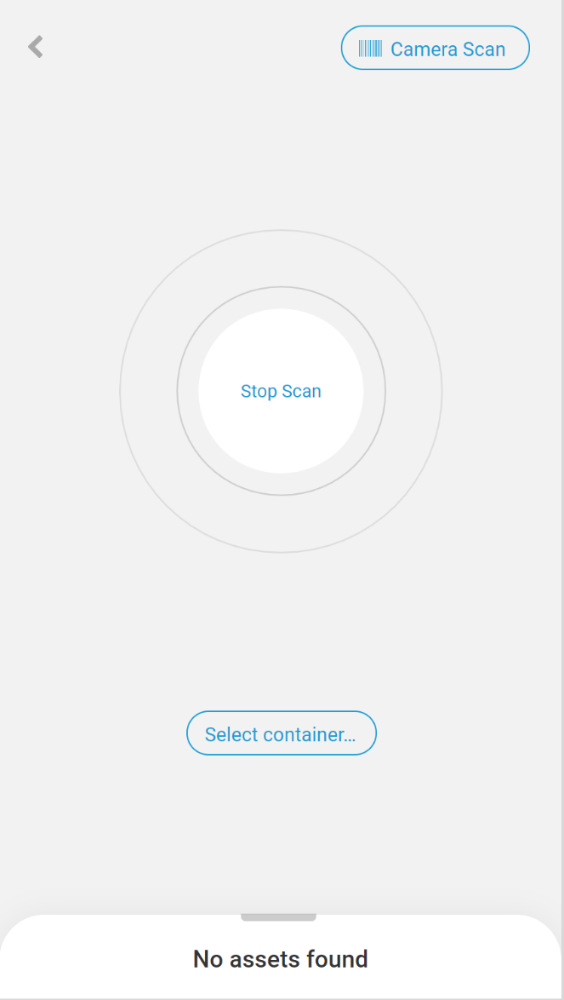 Camera Scan
Stop Scan
Select container...
No assets found